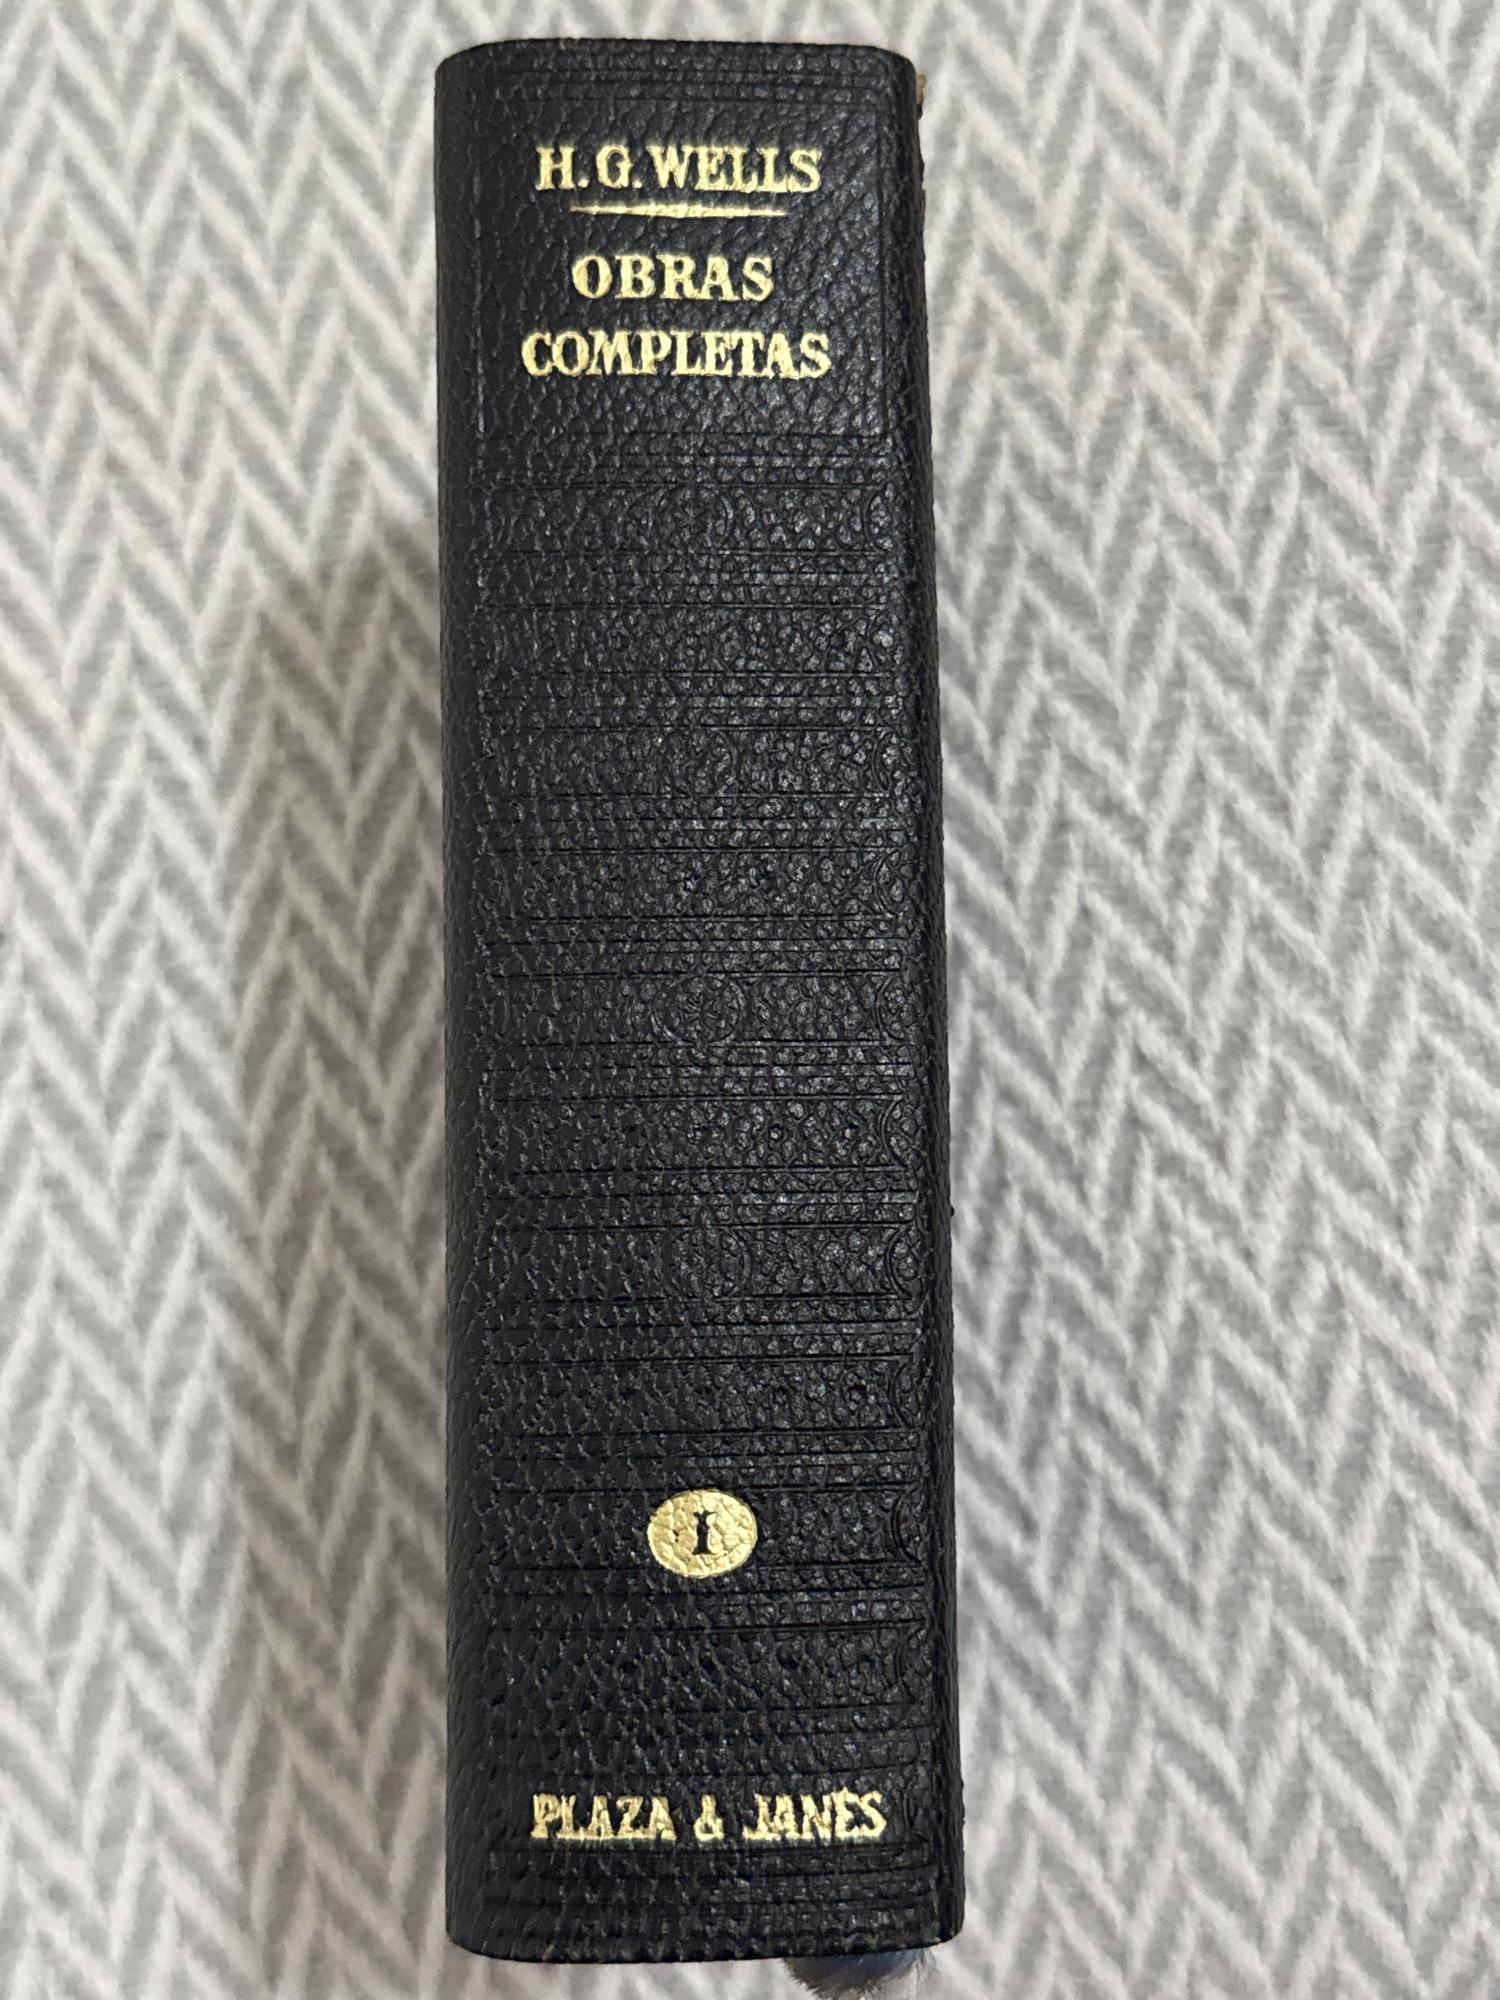 H. G. WELLS
OBRAS
COMPLETAS
I
PLAZA & JANÉS